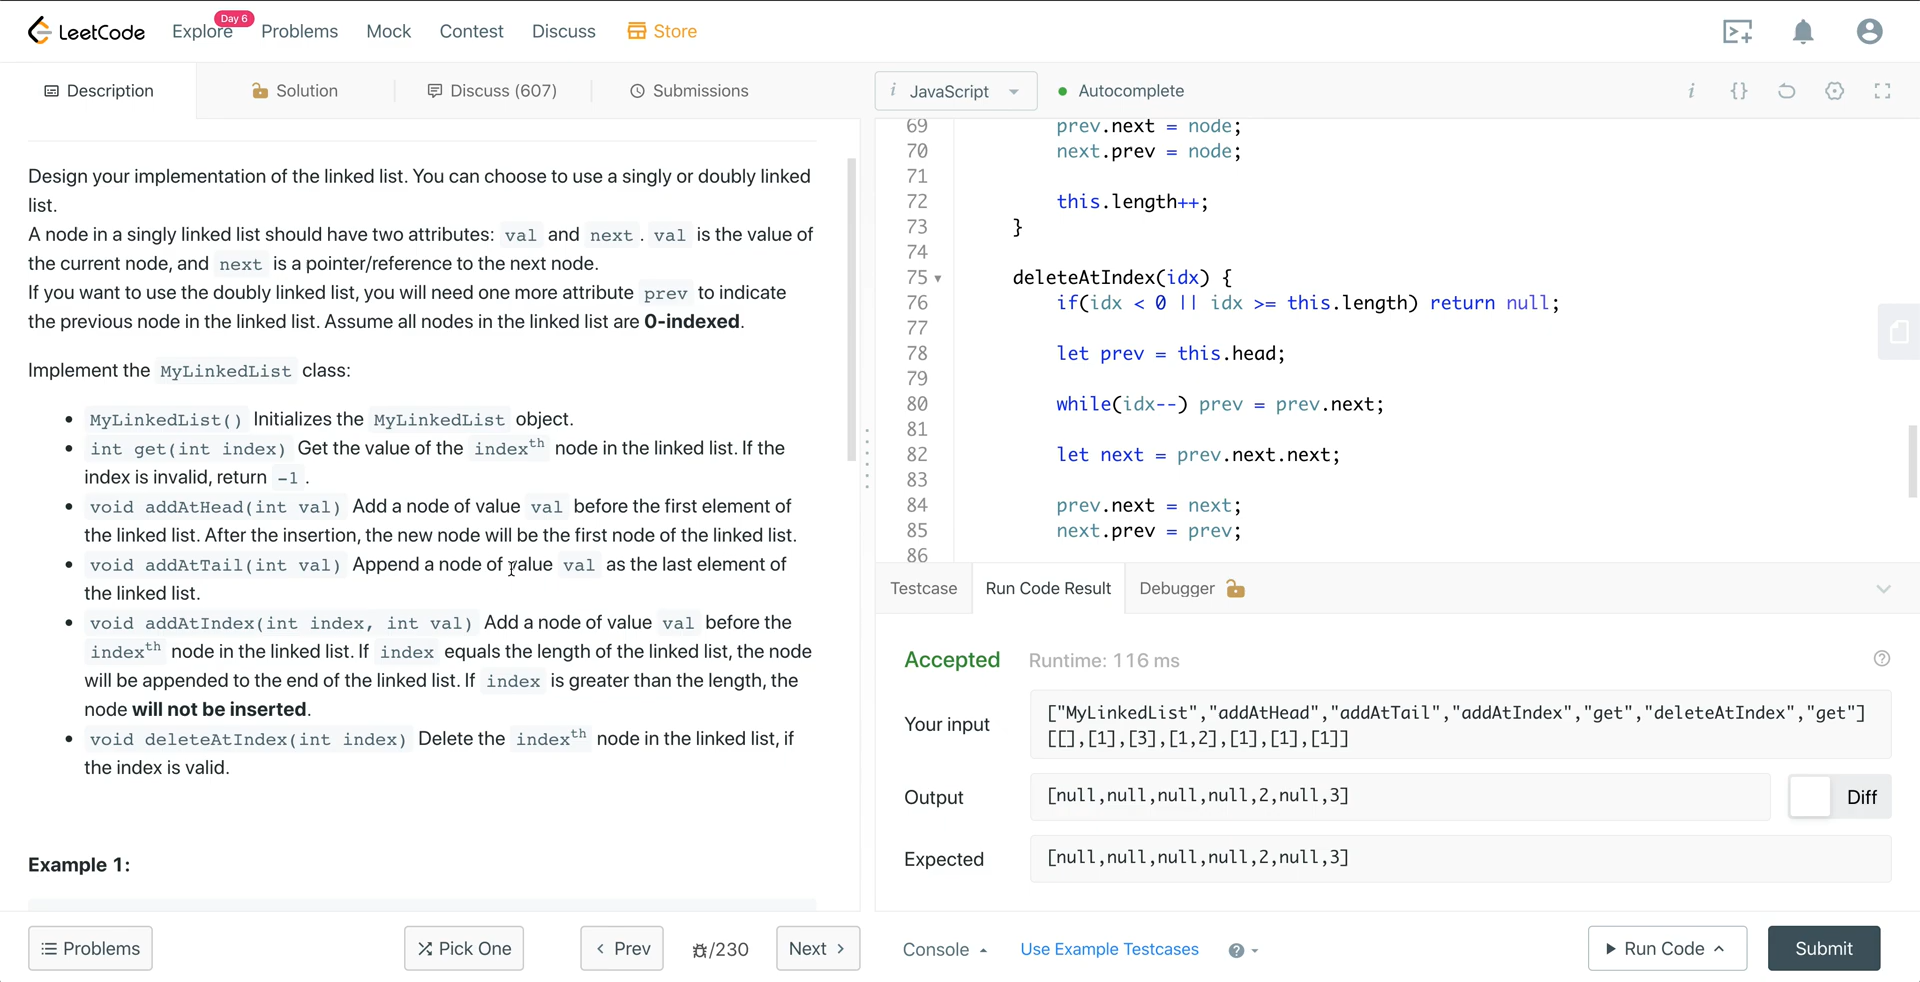 LeetCode
Explore
Day 6
Problems
Mock
Contest
Discuss
Store
Description
Solution
Discuss (607)
Submissions
Design your implementation of the linked list. You can choose to use a singly or doubly linked
list.
A node in a singly linked list should have two attributes: val and next . val is the value of
the current node, and next is a pointer/reference to the next node.
If you want to use the doubly linked list, you will need one more attribute prev to indicate
the previous node in the linked list. Assume all nodes in the linked list are 0-indexed.
Implement the MyLinkedList class:
• MyLinkedList() Initializes the MyLinkedList object.
• int get(int index) Get the value of the indexth node in the linked list. If the
index is invalid, return -1 .
• void addAtHead(int val) Add a node of value val before the first element of
the linked list. After the insertion, the new node will be the first node of the linked list.
• void addAtTail(int val) Append a node of value val as the last element of
the linked list.
• void addAtIndex(int index, int val) Add a node of value val before the
indexth node in the linked list. If index equals the length of the linked list, the node
will be appended to the end of the linked list. If index is greater than the length, the
node will not be inserted.
• void deleteAtIndex(int index) Delete the indexth node in the linked list, if
the index is valid.
Example 1:
Problems
Pick One
Prev
/230
Next
i JavaScript
Autocomplete
i {}
69 prev.next = node;
70 next.prev = node;
71
72 this.length++;
73 }
74
75 deleteAtIndex(idx) {
76 if(idx < 0 || idx >= this.length) return null;
77
78 let prev = this.head;
79
80 while(idx--) prev = prev.next;
81
82 let next = prev.next.next;
83
84 prev.next = next;
85 next.prev = prev;
86
Testcase
Run Code Result
Debugger
Accepted
Runtime: 116 ms
?
Your input
["MyLinkedList","addAtHead","addAtTail","addAtIndex","get","deleteAtIndex","get"]
[[],[1],[3],[1,2],[1],[1],[1]]
Output
[null,null,null,null,2,null,3]
Diff
Expected
[null,null,null,null,2,null,3]
Console
Use Example Testcases
?
Run Code
Submit